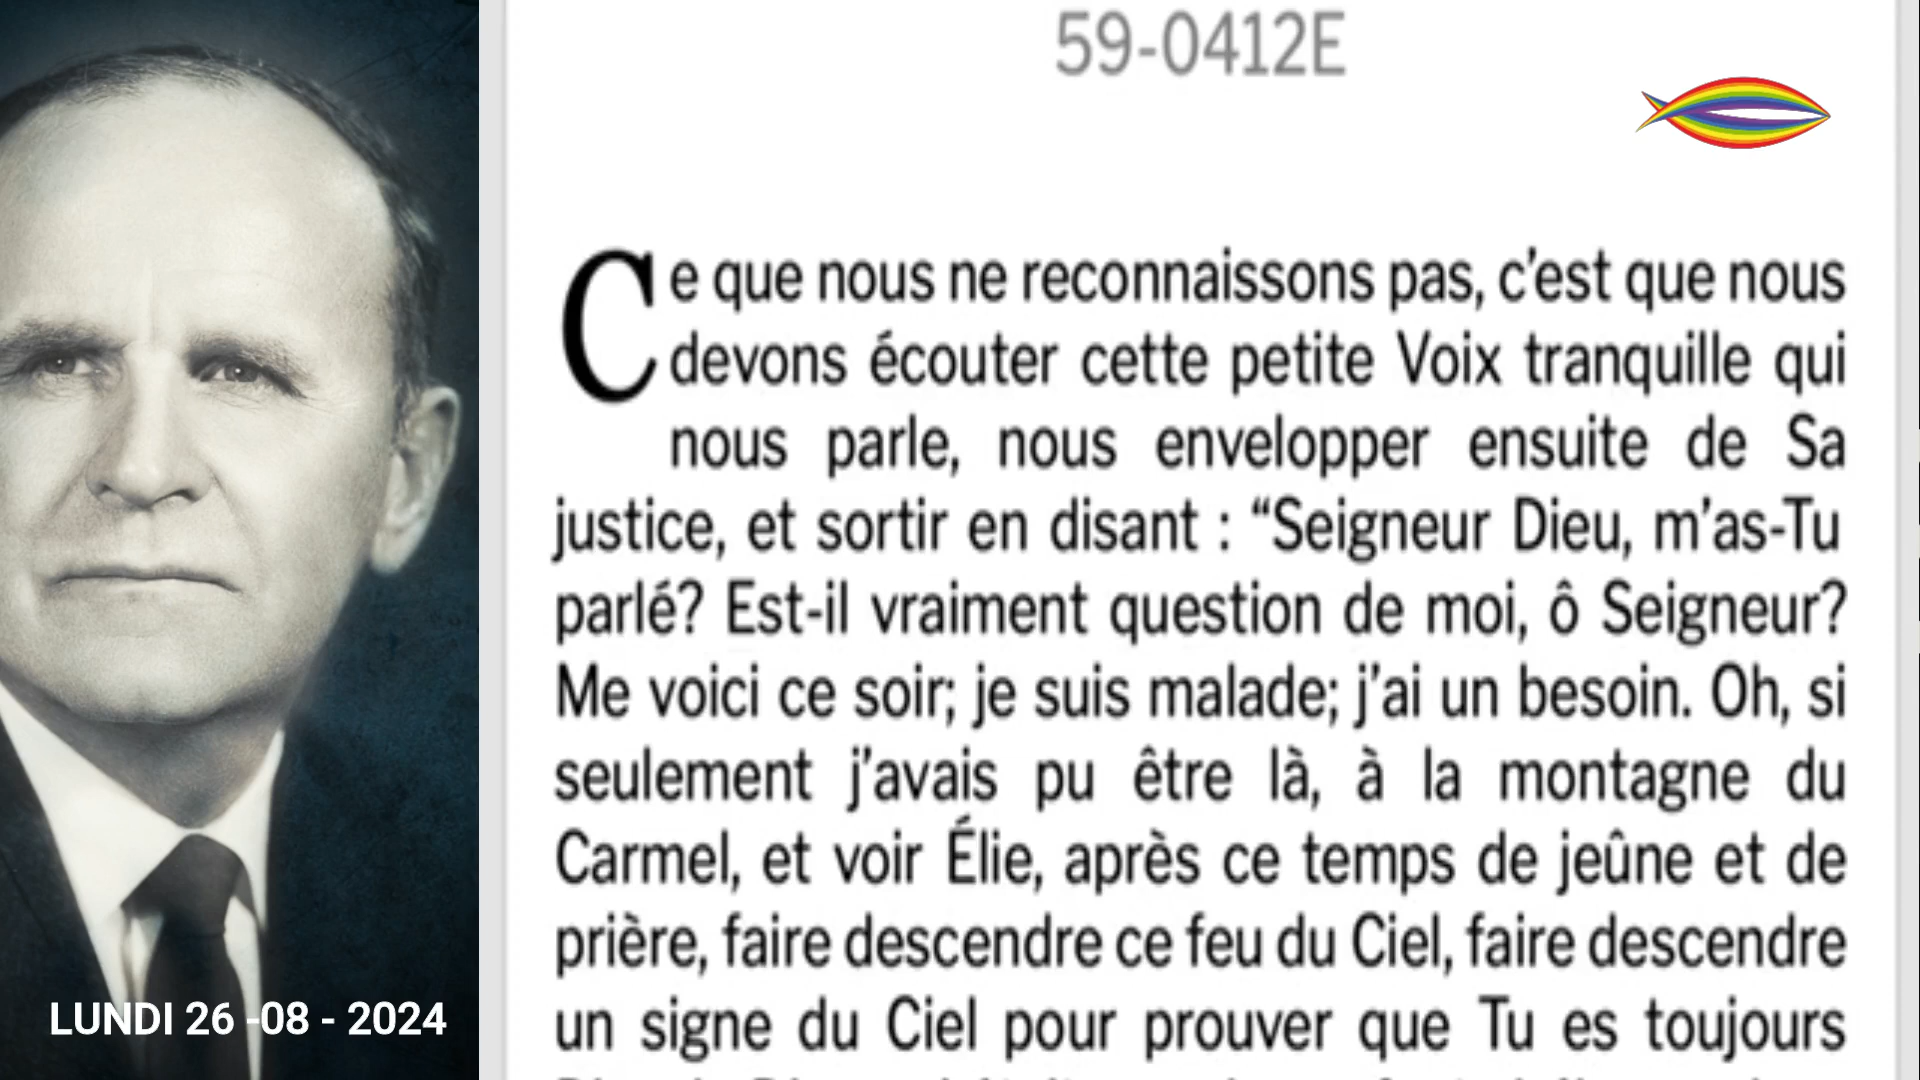 59-0412E
Ce que nous ne reconnaissons pas, c’est que nous
devons écouter cette petite Voix tranquille qui
nous parle, nous envelopper ensuite de Sa
justice, et sortir en disant : “Seigneur Dieu, m’as-Tu
parlé? Est-il vraiment question de moi, ô Seigneur?
Me voici ce soir; je suis malade; j’ai un besoin. Oh, si
seulement j’avais pu être là, à la montagne du
Carmel, et voir Élie, après ce temps de jeûne et de
prière, faire descendre ce feu du Ciel, faire descendre
un signe du Ciel pour prouver que Tu es toujours
LUNDI 26 -08 - 2024